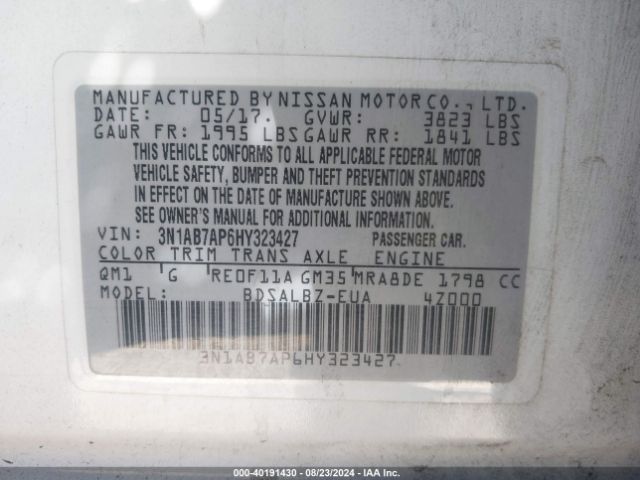 MANUFACTURED BY NISSAN MOTOR CO., LTD.
DATE: 05/17. GVWR: 3823 LBS
GAWR FR: 1995 LBS GAWR RR: 1841 LBS
THIS VEHICLE CONFORMS TO ALL APPLICABLE FEDERAL MOTOR
VEHICLE SAFETY, BUMPER AND THEFT PREVENTION STANDARDS
IN EFFECT ON THE DATE OF MANUFACTURE SHOWN ABOVE.
SEE OWNER'S MANUAL FOR ADDITIONAL INFORMATION.
VIN: 3N1AB7AP6HY323427 PASSENGER CAR.
COLOR TRIM TRANS AXLE ENGINE
QM1 G RE0F11A GM35 MRA8DE 1798 CC
MODEL: BDSALBZ-EUA 4Z000
3N1AB7AP6HY323427
000-40191430 - 08/23/2024 - IAA Inc.